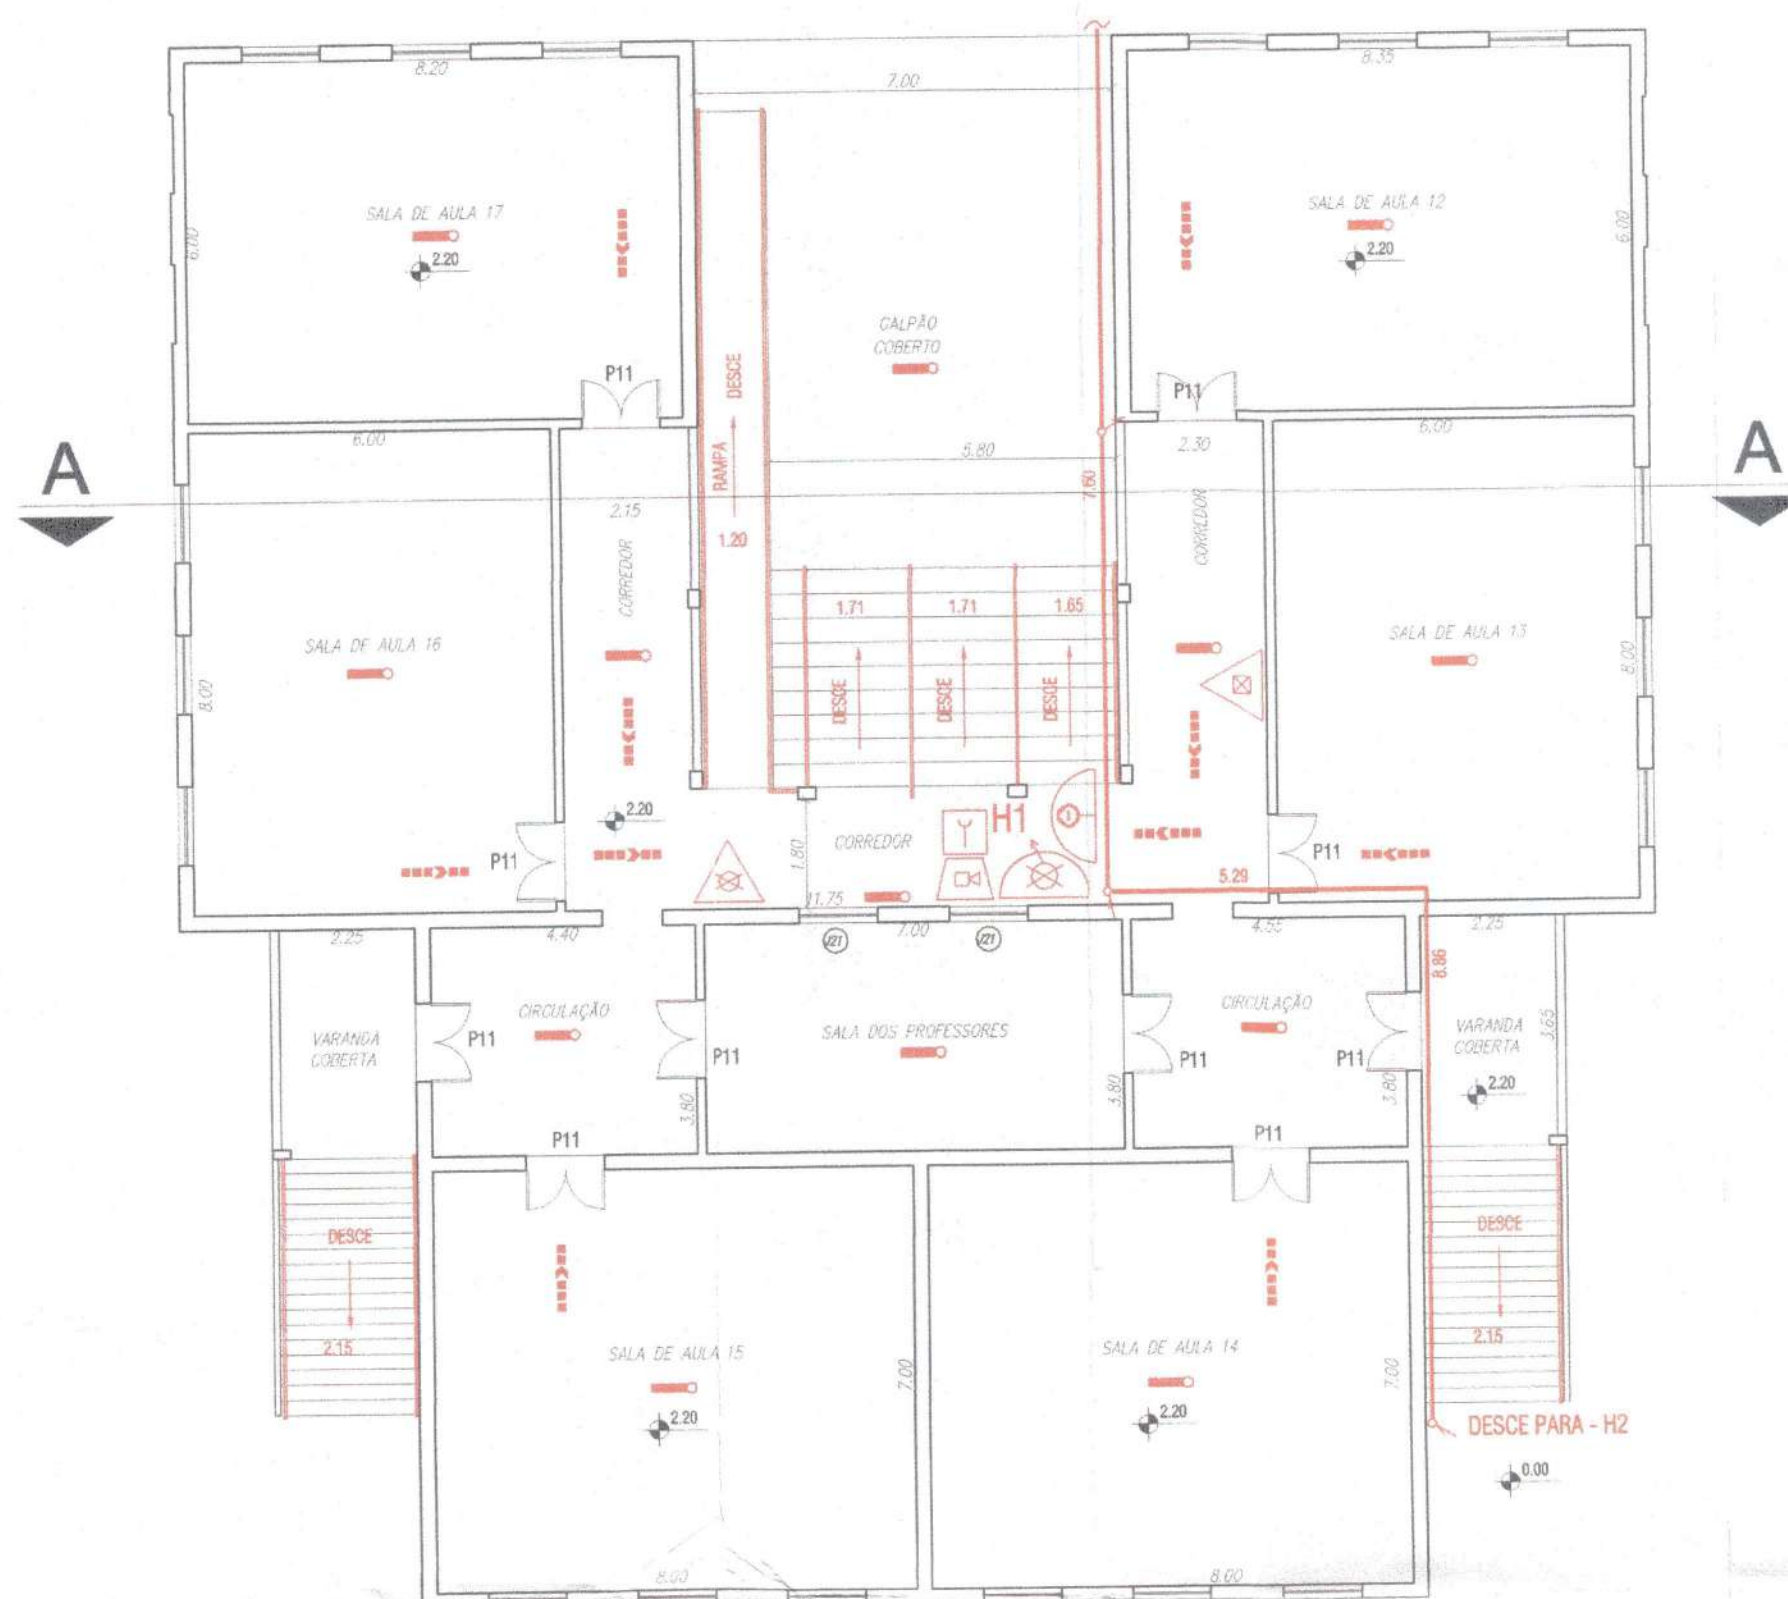 8.20
8.35
7.00
SALA DE AULA 17
SALA DE AULA 12
6.00
6.00
2.20
2.20
GALPÃO
COBERTO
DESCE
P11
P11
6.00
5.80
2.30
6.00
A
A
RAMPA
7.60
2.15
CORREDOR
CORREDOR
1.20
1.71
1.71
1.65
SALA DE AULA 16
SALA DE AULA 13
8.00
8.00
DESCE
DESCE
DESCE
2.20
H1
1
CORREDOR
1.80
P11
P11
5.29
11.75
2.25
4.40
J21
7.00
J21
4.55
2.25
8.86
CIRCULAÇÃO
CIRCULAÇÃO
VARANDA
COBERTA
P11
SALA DOS PROFESSORES
P11
P11
P11
VARANDA
COBERTA
3.65
3.80
3.80
3.80
2.20
P11
P11
DESCE
DESCE
2.15
2.15
SALA DE AULA 15
SALA DE AULA 14
7.00
7.00
2.20
2.20
DESCE PARA - H2
0.00
8.00
8.00